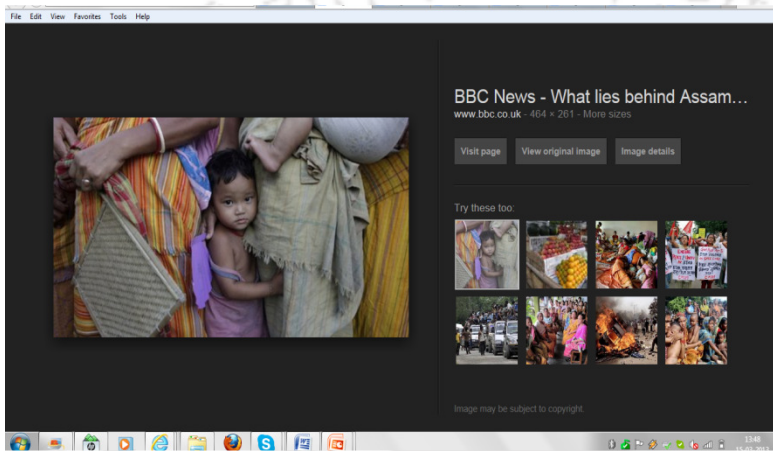 File Edit View Favorites Tools Help
BBC News - What lies behind Assam…
www.bbc.co.uk - 464 × 261 - More sizes
Visit page View original image Image details
Try these too:
Image may be subject to copyright.
13:48